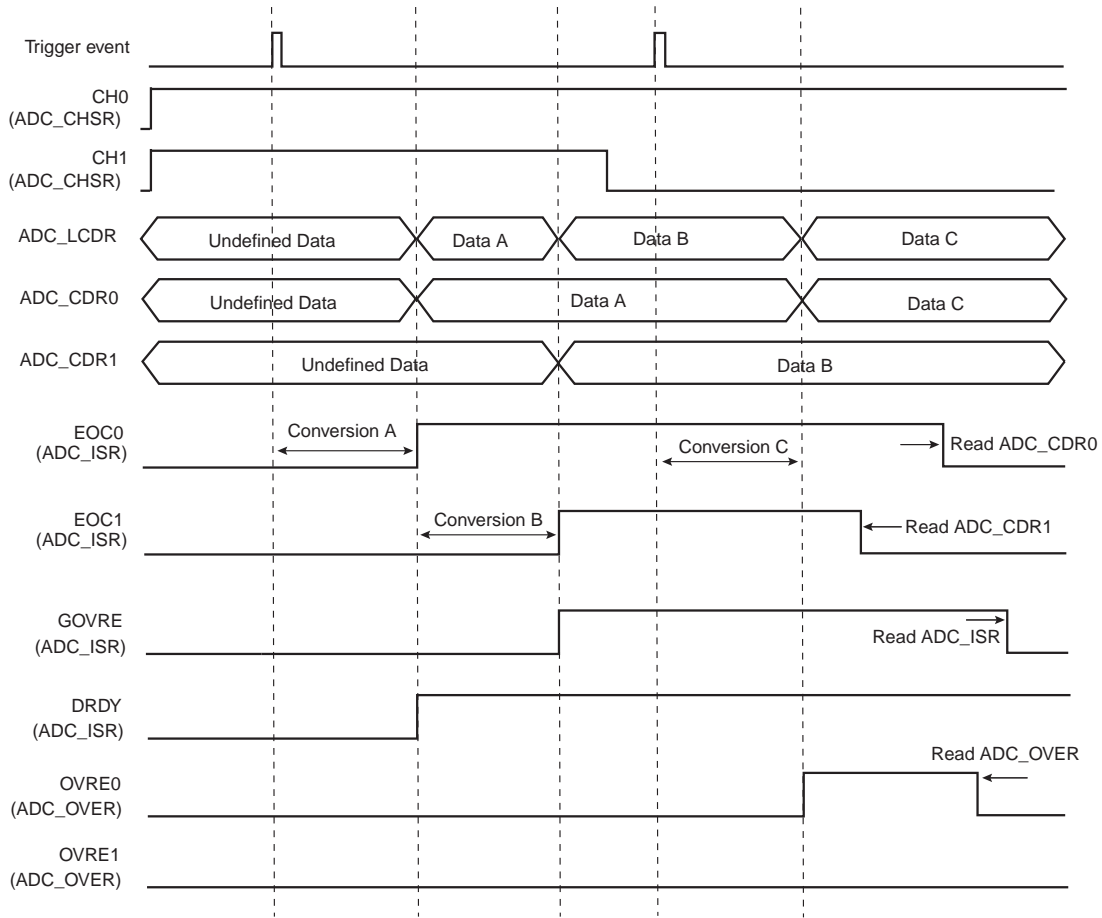 Trigger event
CH0
(ADC_CHSR)
CH1
(ADC_CHSR)
ADC_LCDR
Undefined Data
Data A
Data B
Data C
ADC_CDR0
Undefined Data
Data A
Data C
ADC_CDR1
Undefined Data
Data B
EOC0
(ADC_ISR)
Conversion A
Conversion C
Read ADC_CDR0
EOC1
(ADC_ISR)
Conversion B
Read ADC_CDR1
GOVRE
(ADC_ISR)
Read ADC_ISR
DRDY
(ADC_ISR)
Read ADC_OVER
OVRE0
(ADC_OVER)
OVRE1
(ADC_OVER)